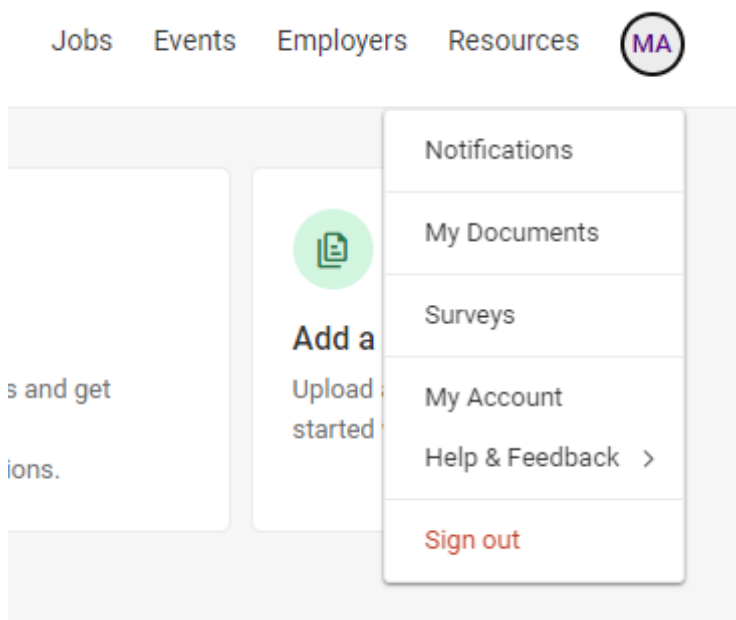 Jobs Events Employers Resources MA
Notifications
My Documents
Surveys
My Account
Help & Feedback
Sign out
s and get
ions.
Add a
Upload
started